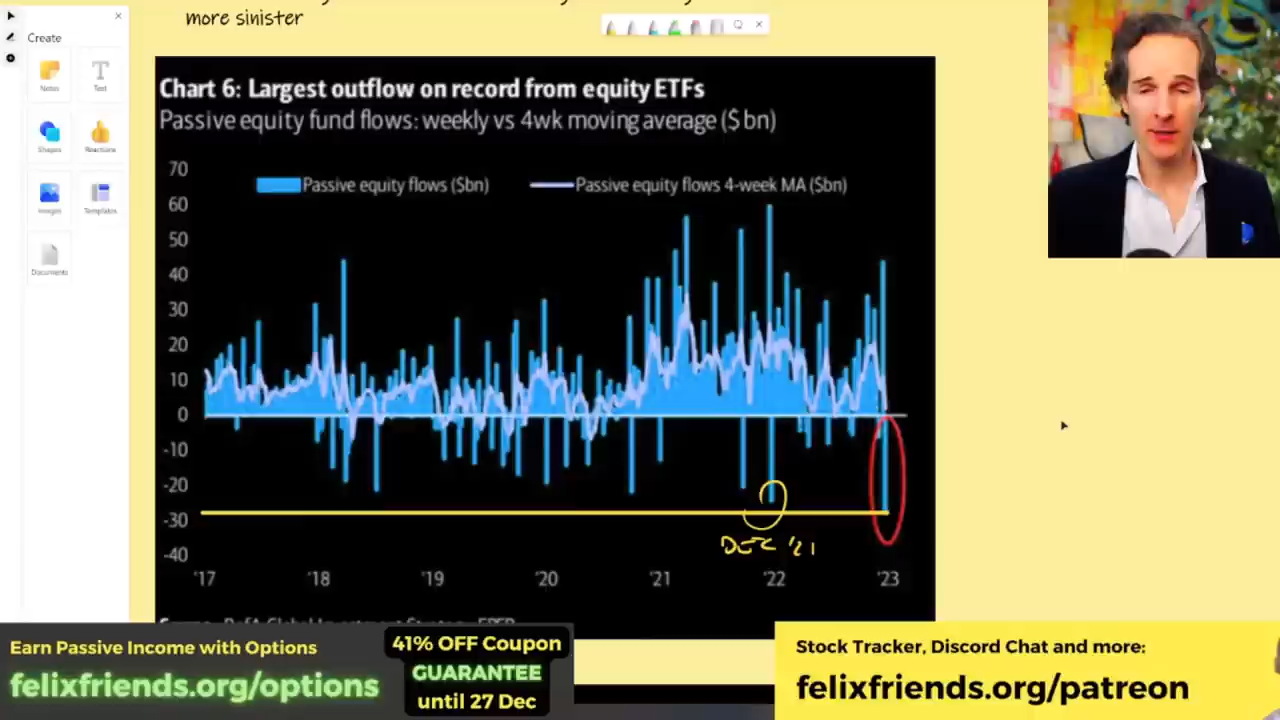 more sinister
Create
Notes
Text
Shapes
Reactions
Images
Templates
Documents
Chart 6: Largest outflow on record from equity ETFs
Passive equity fund flows: weekly vs 4wk moving average ($ bn)
Passive equity flows ($bn)
Passive equity flows 4-week MA ($bn)
70
60
50
40
30
20
10
0
-10
-20
-30
-40
DEC '21
'17
'18
'19
'20
'21
'22
'23
Earn Passive Income with Options
felixfriends.org/options
41% OFF Coupon
GUARANTEE
until 27 Dec
Stock Tracker, Discord Chat and more:
felixfriends.org/patreon